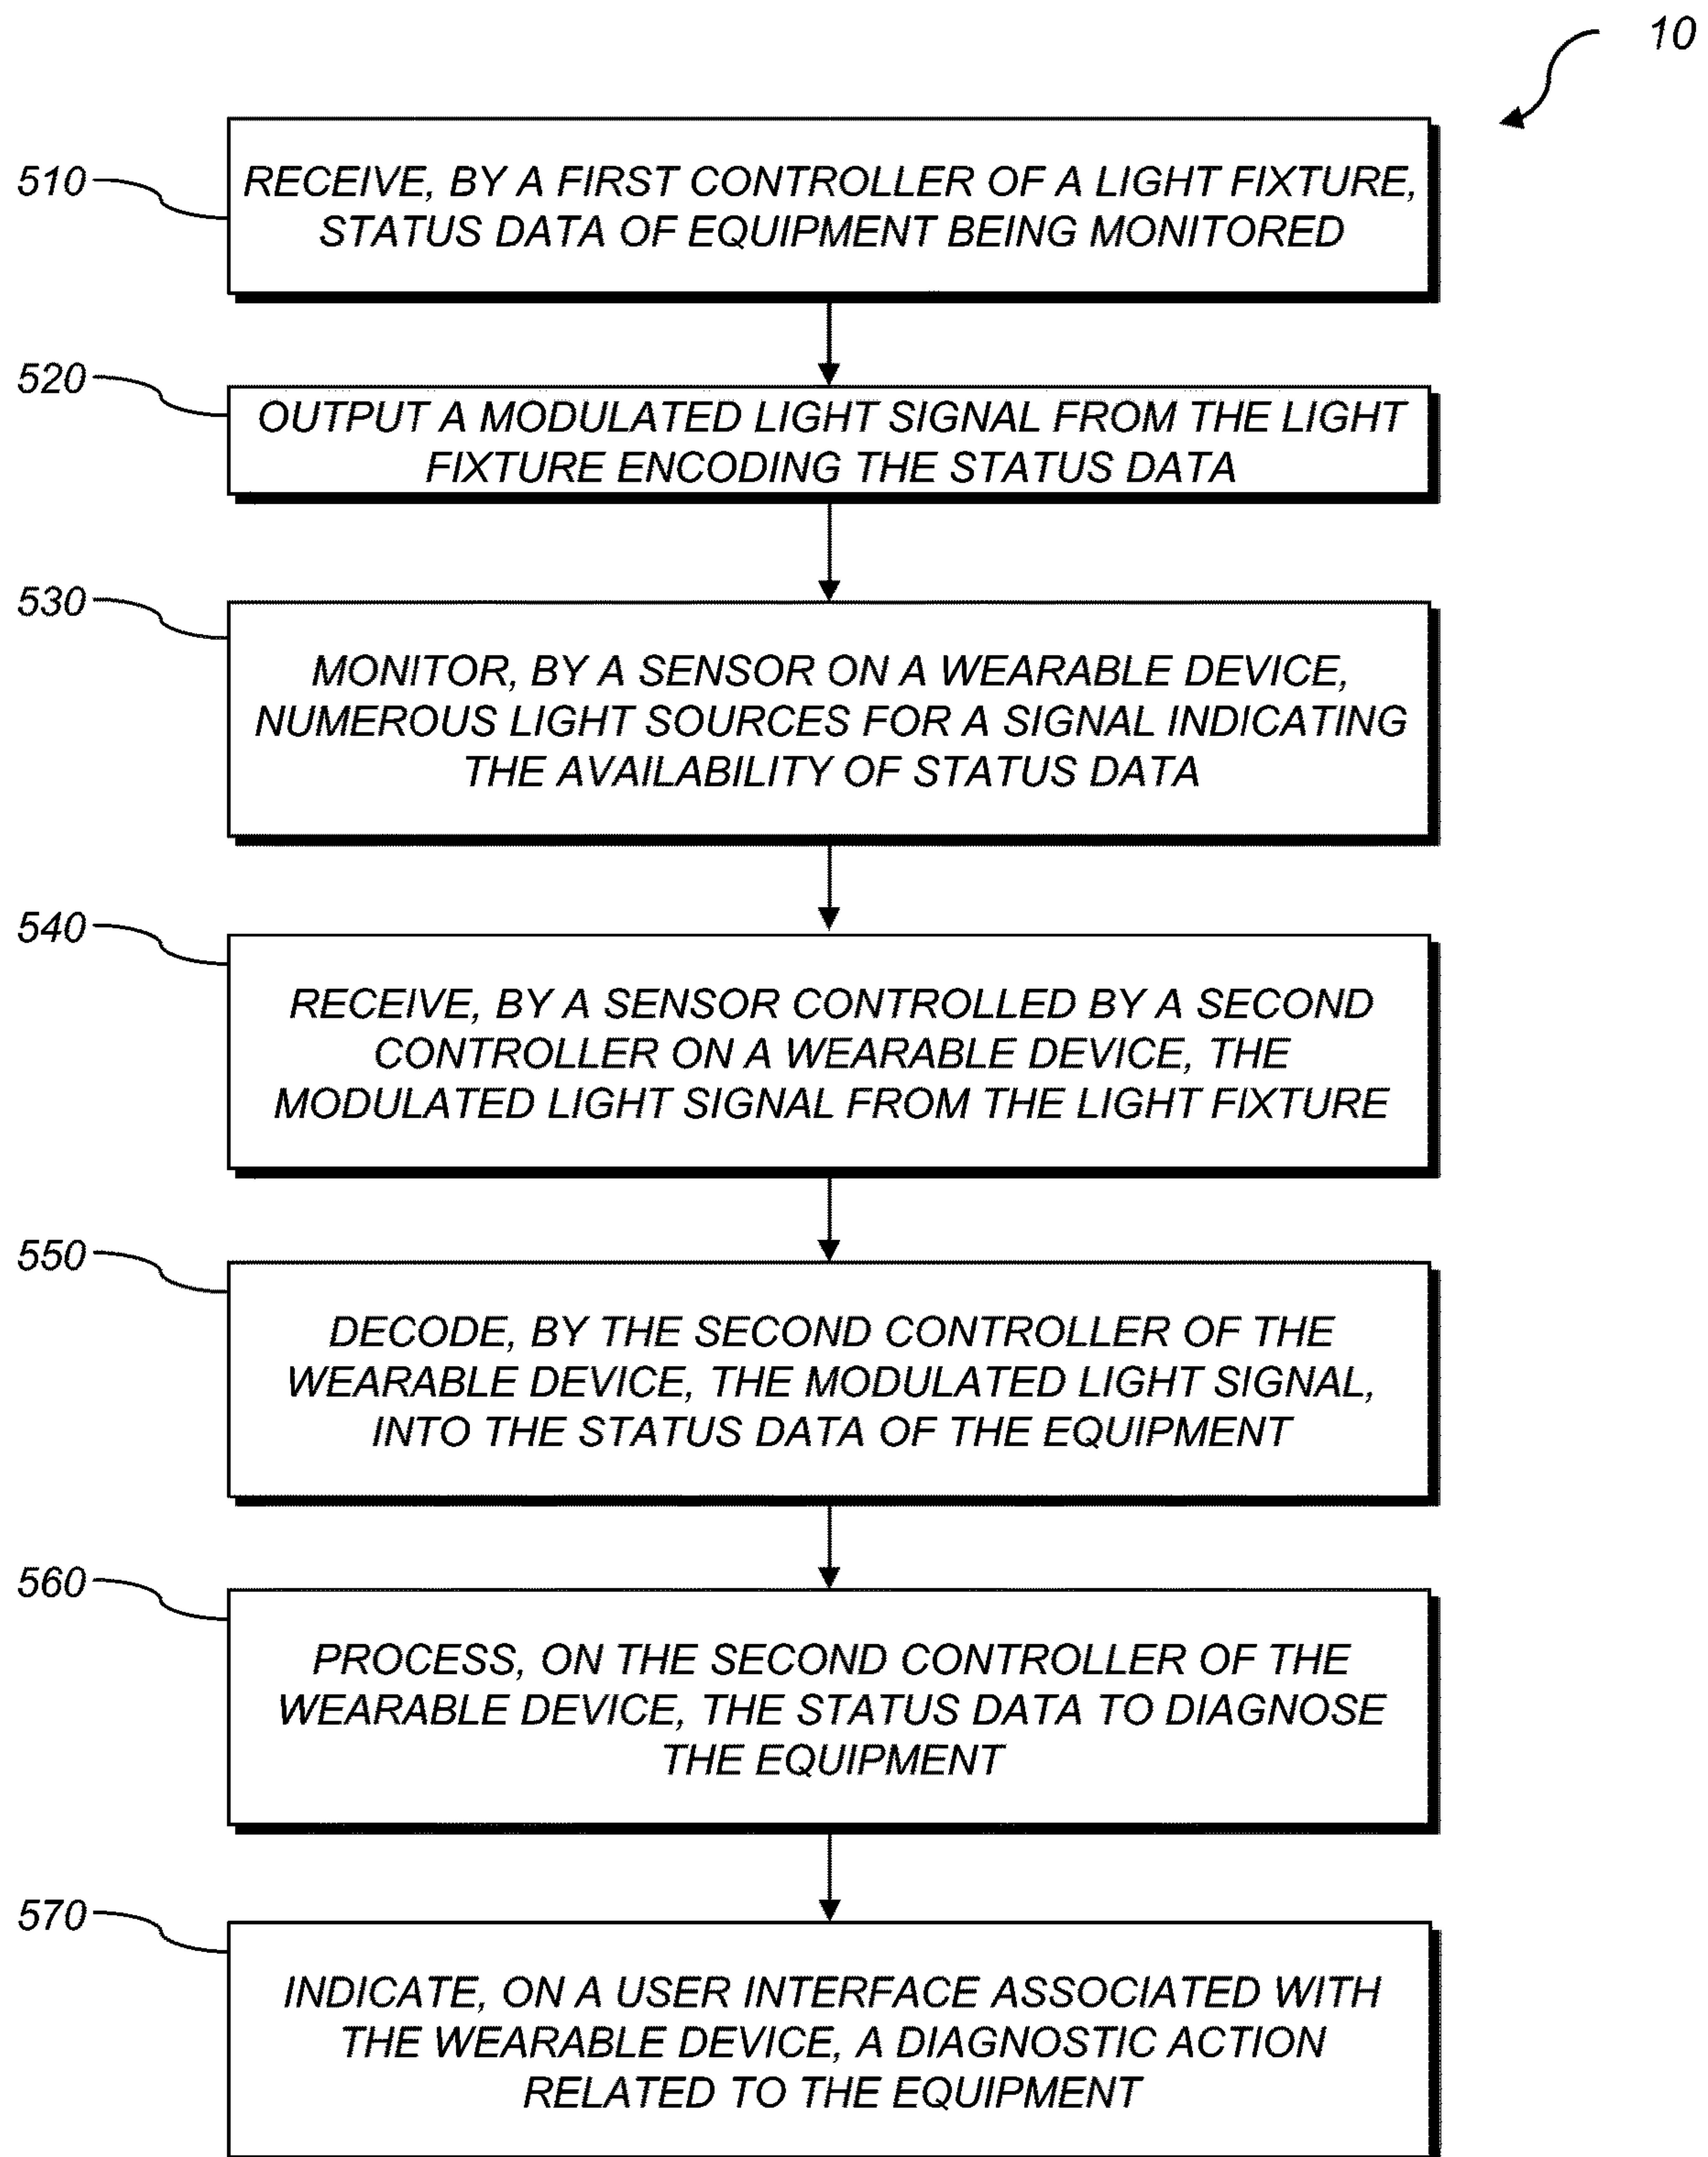 10
510
RECEIVE, BY A FIRST CONTROLLER OF A LIGHT FIXTURE,
STATUS DATA OF EQUIPMENT BEING MONITORED
520
OUTPUT A MODULATED LIGHT SIGNAL FROM THE LIGHT
FIXTURE ENCODING THE STATUS DATA
530
MONITOR, BY A SENSOR ON A WEARABLE DEVICE,
NUMEROUS LIGHT SOURCES FOR A SIGNAL INDICATING
THE AVAILABILITY OF STATUS DATA
540
RECEIVE, BY A SENSOR CONTROLLED BY A SECOND
CONTROLLER ON A WEARABLE DEVICE, THE
MODULATED LIGHT SIGNAL FROM THE LIGHT FIXTURE
550
DECODE, BY THE SECOND CONTROLLER OF THE
WEARABLE DEVICE, THE MODULATED LIGHT SIGNAL,
INTO THE STATUS DATA OF THE EQUIPMENT
560
PROCESS, ON THE SECOND CONTROLLER OF THE
WEARABLE DEVICE, THE STATUS DATA TO DIAGNOSE
THE EQUIPMENT
570
INDICATE, ON A USER INTERFACE ASSOCIATED WITH
THE WEARABLE DEVICE, A DIAGNOSTIC ACTION
RELATED TO THE EQUIPMENT